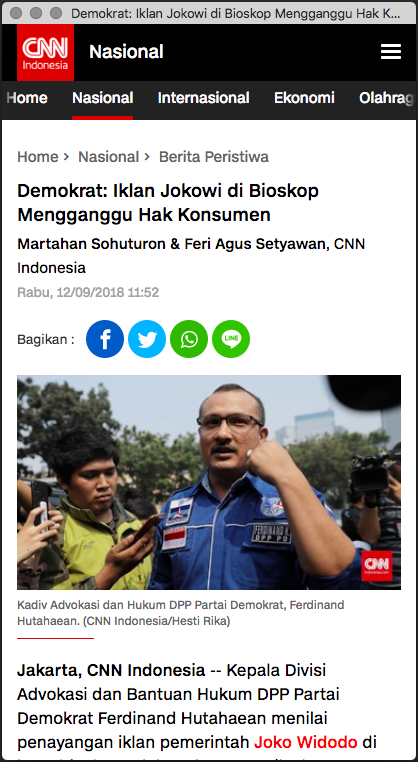 Demokrat: Iklan Jokowi di Bioskop Mengganggu Hak K...
CNN
Indonesia
Nasional
Home Nasional Internasional Ekonomi Olahrag
Home > Nasional > Berita Peristiwa
Demokrat: Iklan Jokowi di Bioskop
Mengganggu Hak Konsumen
Martahan Sohuturon & Feri Agus Setyawan, CNN
Indonesia
Rabu, 12/09/2018 11:52
Bagikan :
LINE
FERDINAND H
DPP PD
CNN
Indonesia
Kadiv Advokasi dan Hukum DPP Partai Demokrat, Ferdinand
Hutahaean. (CNN Indonesia/Hesti Rika)
Jakarta, CNN Indonesia -- Kepala Divisi
Advokasi dan Bantuan Hukum DPP Partai
Demokrat Ferdinand Hutahaean menilai
penayangan iklan pemerintah Joko Widodo di